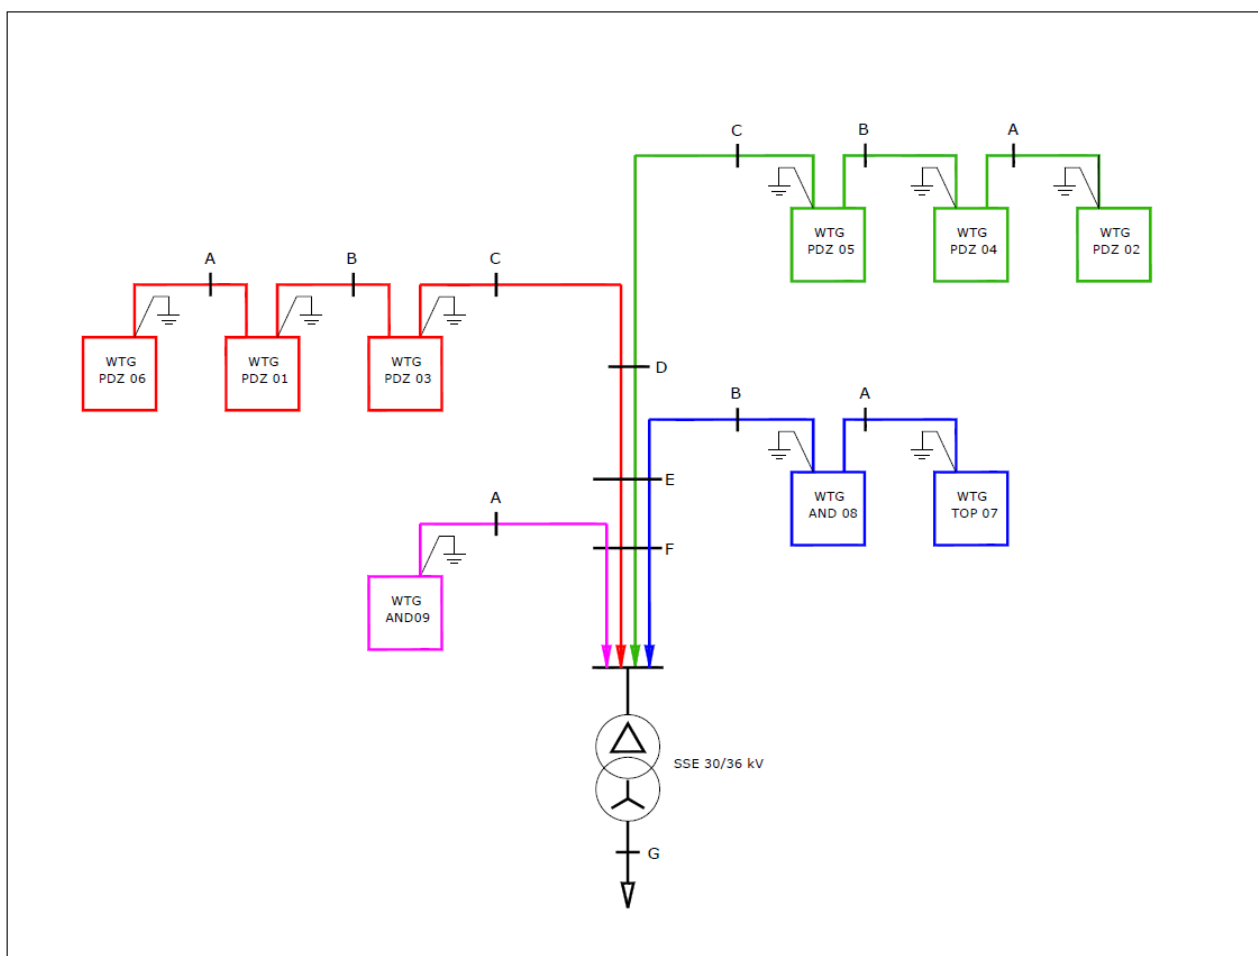 C
B
A
WTG
PDZ 05
WTG
PDZ 04
WTG
PDZ 02
A
B
C
WTG
PDZ 06
WTG
PDZ 01
WTG
PDZ 03
D
B
A
WTG
AND 08
WTG
TOP 07
E
A
F
WTG
AND09
SSE 30/36 kV
G